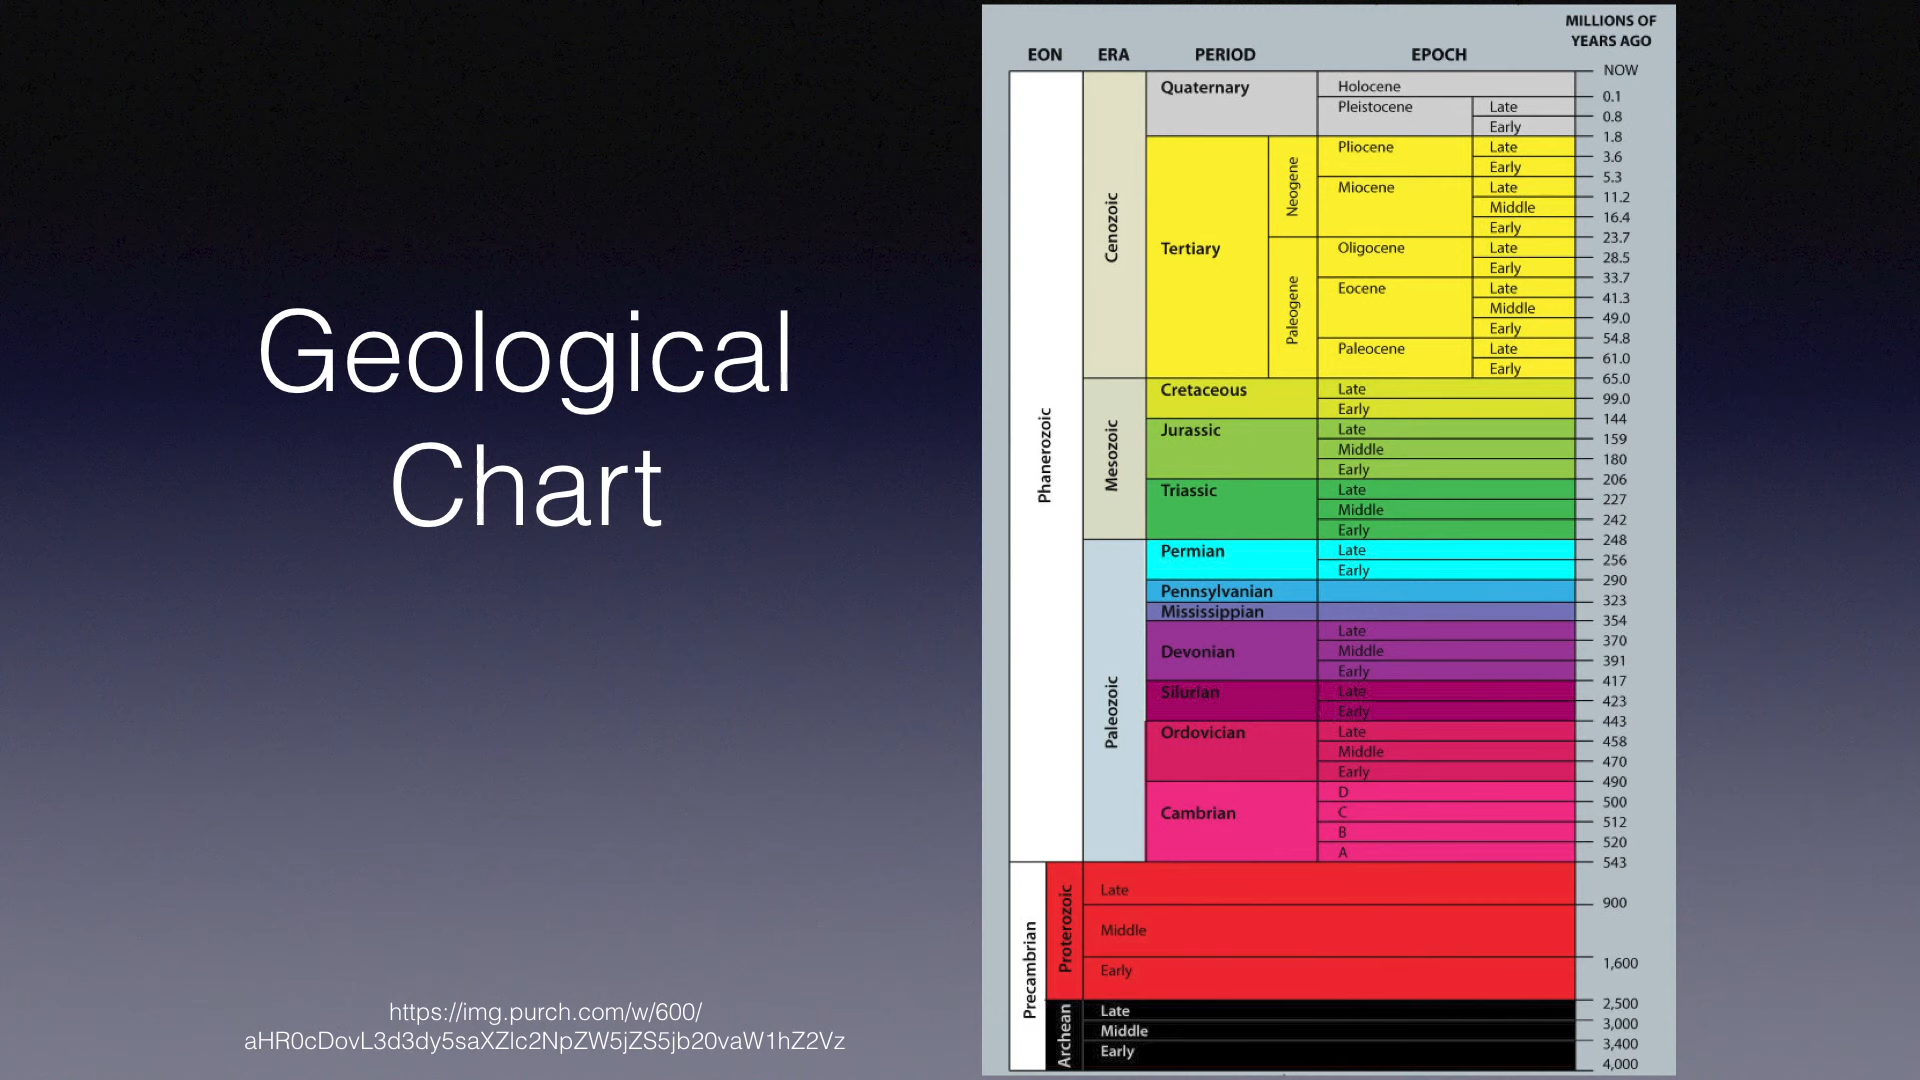 Geological
Chart
https://img.purch.com/w/600/
aHR0cDovL3d3dy5saXZlc2NpZW5jZS5jb20vaW1hZ2Vz
MILLIONS OF
YEARS AGO
EON ERA PERIOD EPOCH
NOW
Quaternary Holocene
0.1
Pleistocene Late
0.8
Early
1.8
Pliocene Late
3.6
Early
5.3
Neogene
Miocene Late
11.2
Middle
16.4
Early
23.7
Cenozoic
Tertiary
Oligocene Late
28.5
Early
33.7
Paleogene
Eocene Late
41.3
Middle
49.0
Early
54.8
Paleocene Late
61.0
Early
65.0
Phanerozoic
Mesozoic
Cretaceous Late
99.0
Early
144
Jurassic Late
159
Middle
180
Early
206
Triassic Late
227
Middle
242
Early
248
Paleozoic
Permian Late
256
Early
290
Pennsylvanian
323
Mississippian
354
Late
370
Devonian Middle
391
Early
417
Silurian Late
423
Early
443
Ordovician Late
458
Middle
470
Early
490
D
500
Cambrian C
512
B
520
A
543
Precambrian
Proterozoic
Late
900
Middle
1,600
Early
2,500
Archean
Late
3,000
Middle
3,400
Early
4,000